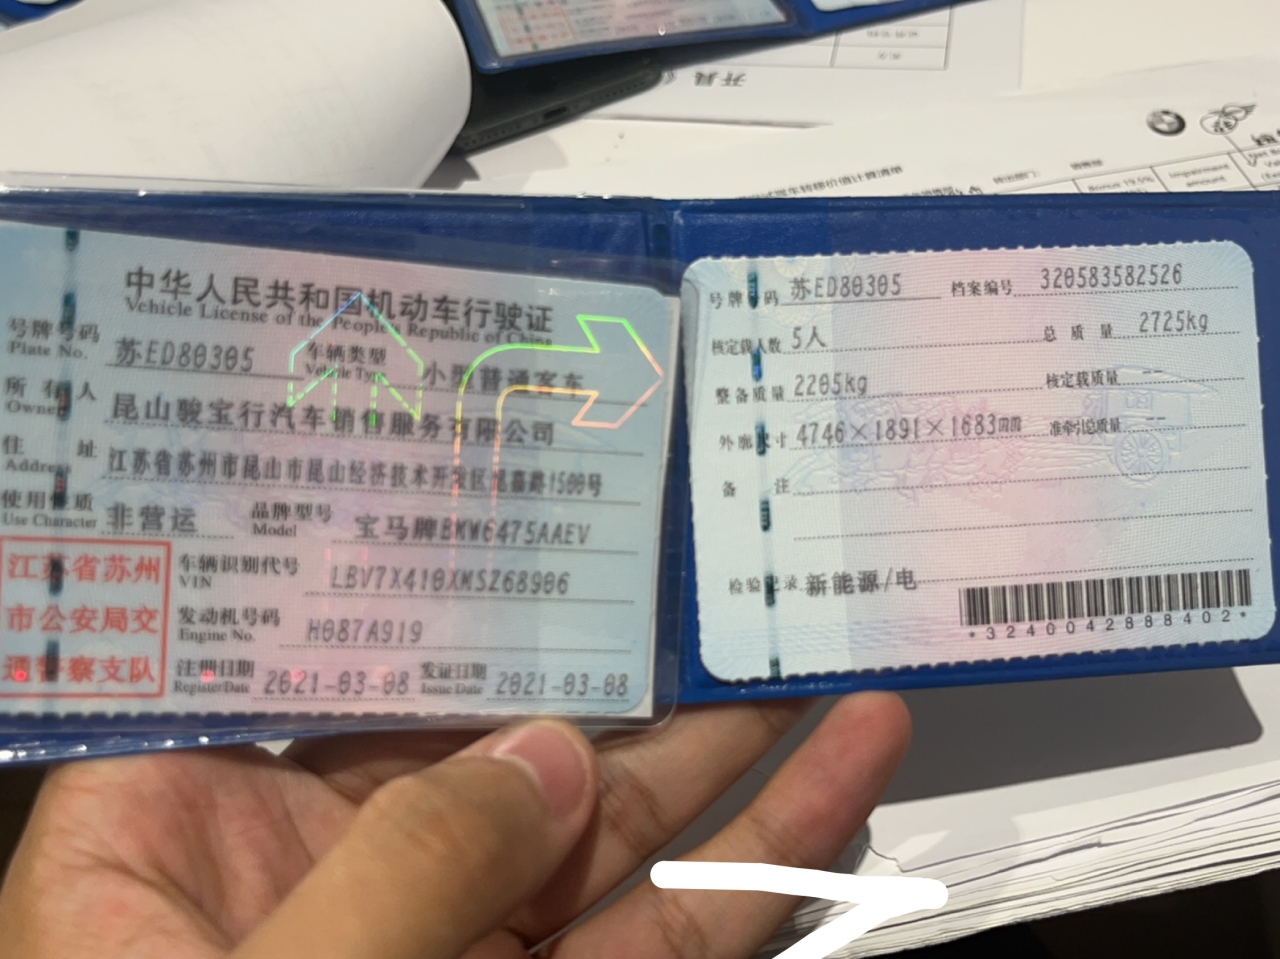 开具
中华人民共和国机动车行驶证
Vehicle License of the People's Republic of China
号牌号码 苏ED80305 车辆类型 小型普通客车
Plate No. Vehicle Type
所有人 昆山骏宝行汽车销售服务有限公司
Owner
住址 江苏省苏州市昆山市昆山经济技术开发区昆嘉路1500号
Address
使用性质 非营运 品牌型号 宝马牌BMW6475AAEV
Use Character Model
江苏省苏州
市公安局交
通警察支队
车辆识别代号 LBV7X410XMSZ68906
VIN
发动机号码 H087A919
Engine No.
注册日期 2021-03-08 发证日期 2021-03-08
Register Date Issue Date
号牌号码 苏ED80305 档案编号 320583582526
核定载人数 5人 总质量 2725kg
整备质量 2205kg 核定载质量 --
外廓尺寸 4746×1891×1683mm 准牵引总质量 --
备注
检验记录 新能源/电
*3240042888402*